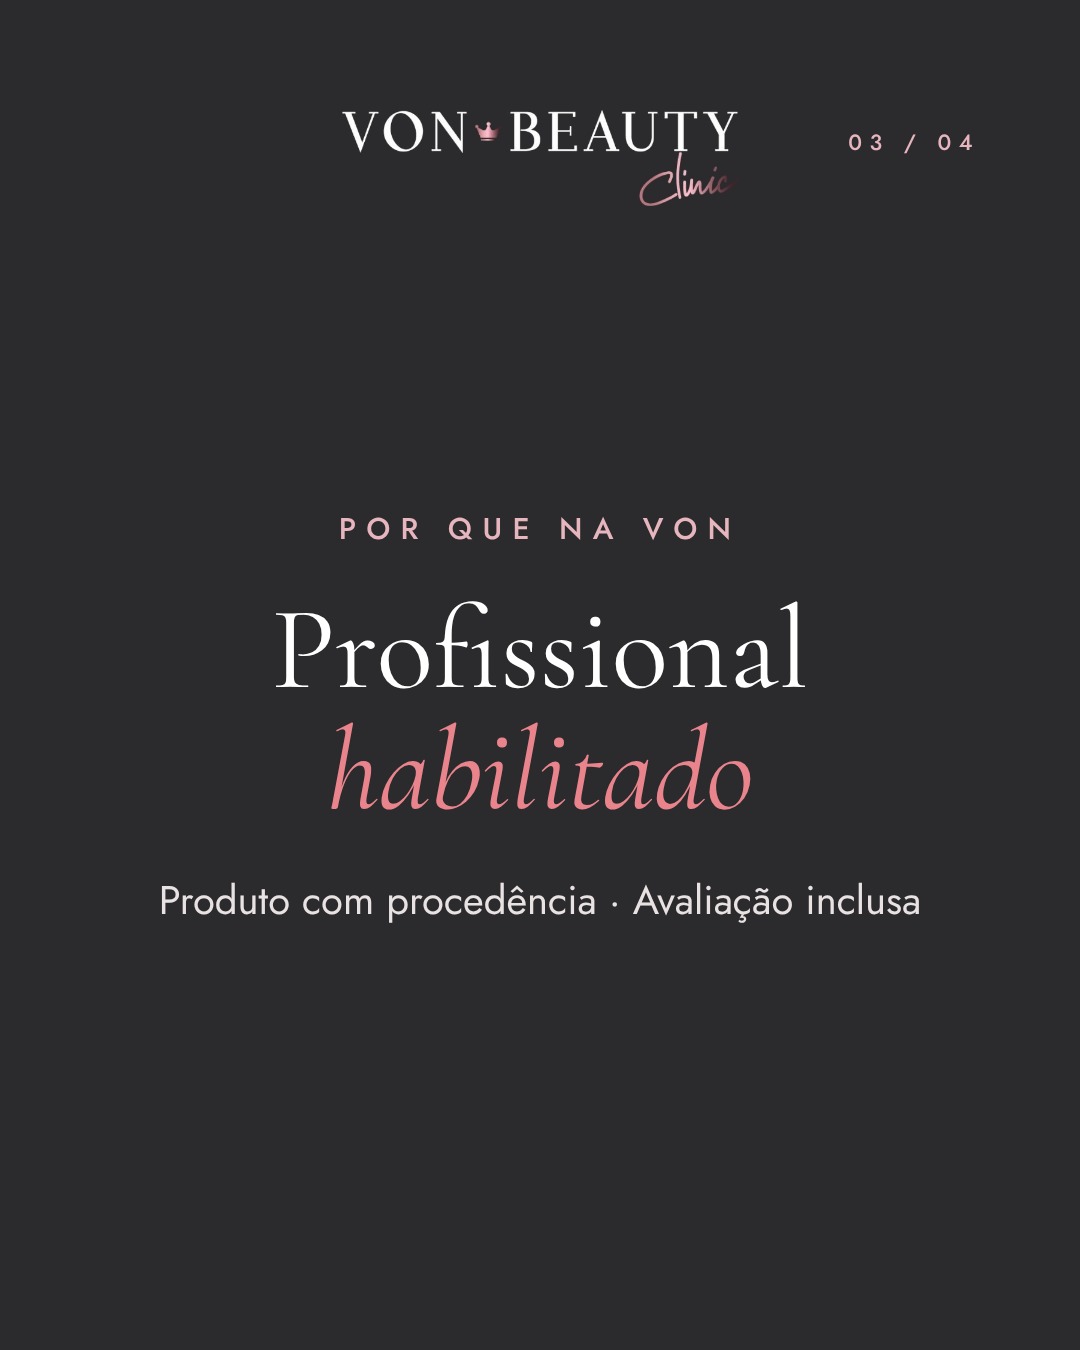 VON BEAUTY
Clinic
03 / 04
POR QUE NA VON
Profissional
habilitado
Produto com procedência · Avaliação inclusa